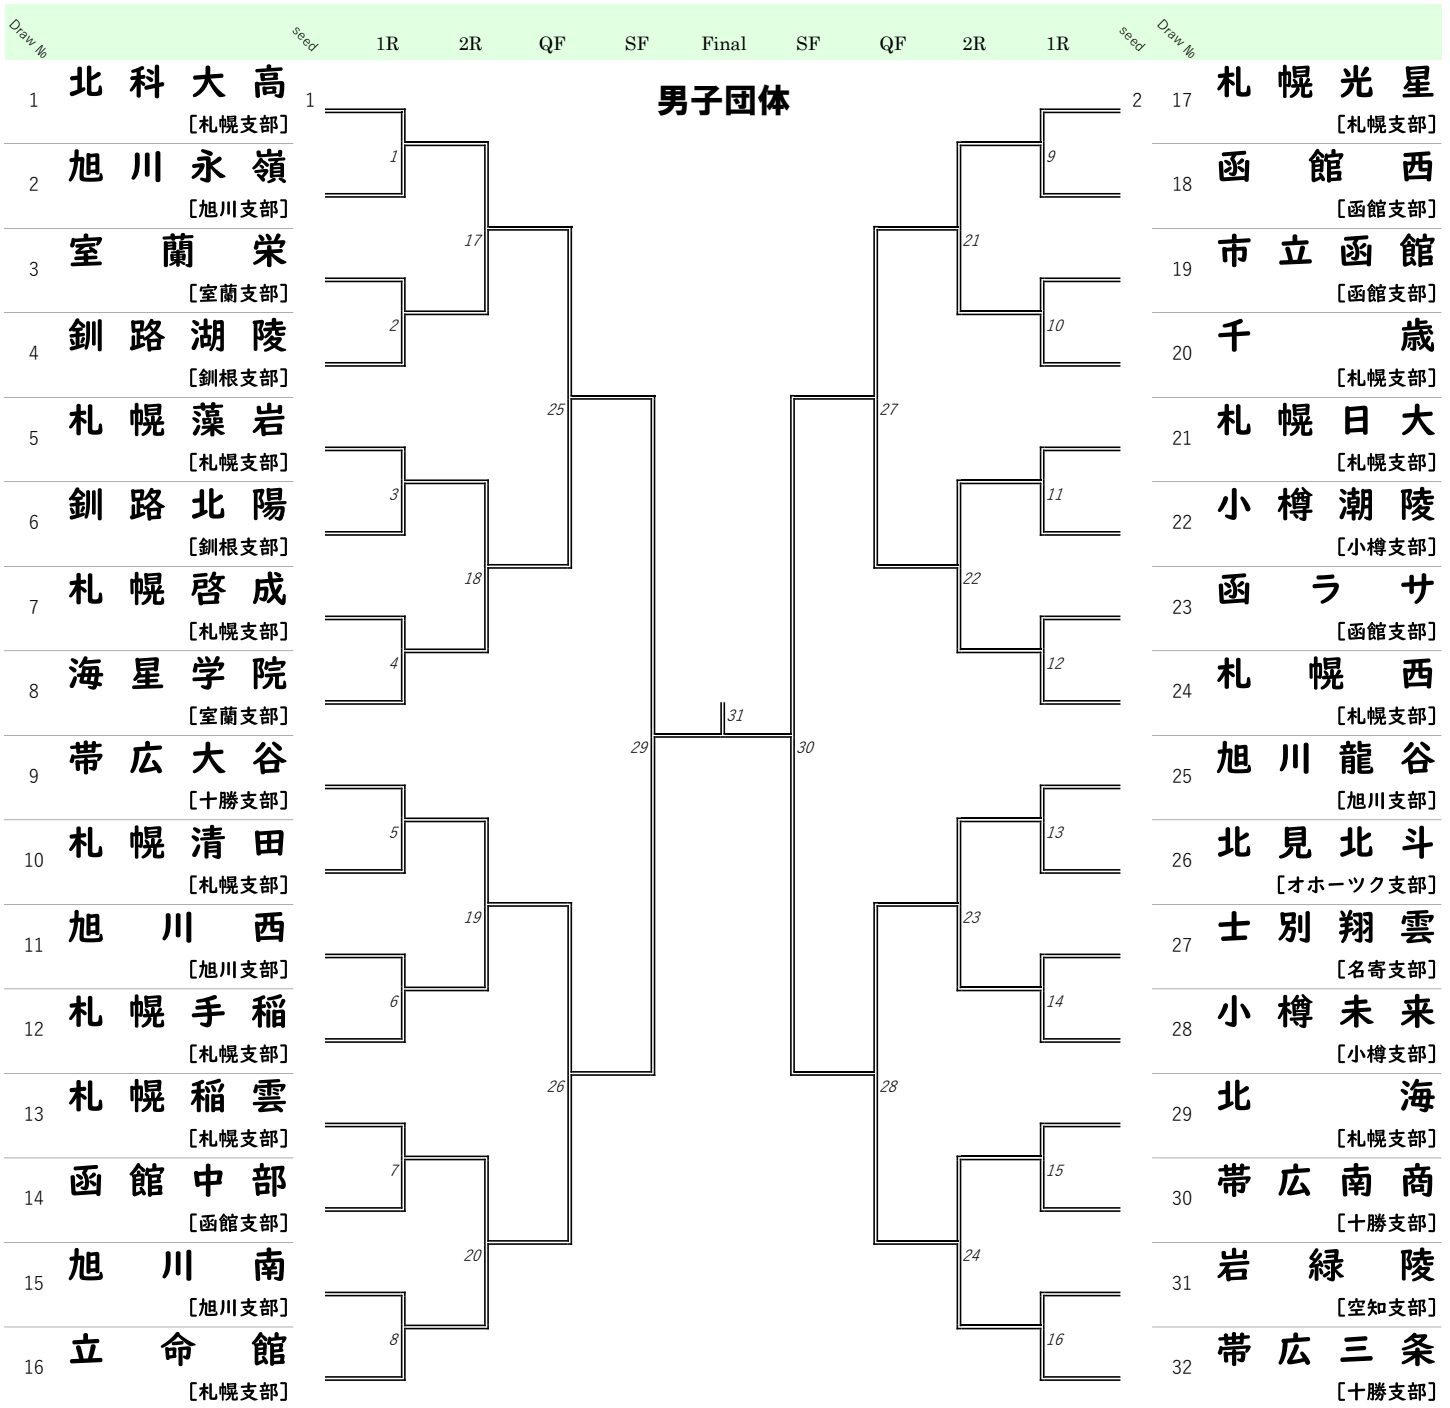 Draw № seed 1R 2R QF SF Final SF QF 2R 1R seed Draw №
男子団体
1 北科大高 1
[札幌支部]
2 旭川永嶺
[旭川支部]
3 室蘭栄
[室蘭支部]
4 釧路湖陵
[釧根支部]
5 札幌藻岩
[札幌支部]
6 釧路北陽
[釧根支部]
7 札幌啓成
[札幌支部]
8 海星学院
[室蘭支部]
9 帯広大谷
[十勝支部]
10 札幌清田
[札幌支部]
11 旭川西
[旭川支部]
12 札幌手稲
[札幌支部]
13 札幌稲雲
[札幌支部]
14 函館中部
[函館支部]
15 旭川南
[旭川支部]
16 立命館
[札幌支部]
1
2
3
4
5
6
7
8
17
18
19
20
25
26
29
31
30
27
28
21
22
23
24
9
10
11
12
13
14
15
16
2 17 札幌光星
[札幌支部]
18 函館西
[函館支部]
19 市立函館
[函館支部]
20 千歳
[札幌支部]
21 札幌日大
[札幌支部]
22 小樽潮陵
[小樽支部]
23 函ラサ
[函館支部]
24 札幌西
[札幌支部]
25 旭川龍谷
[旭川支部]
26 北見北斗
[オホーツク支部]
27 士別翔雲
[名寄支部]
28 小樽未来
[小樽支部]
29 北海
[札幌支部]
30 帯広南商
[十勝支部]
31 岩緑陵
[空知支部]
32 帯広三条
[十勝支部]